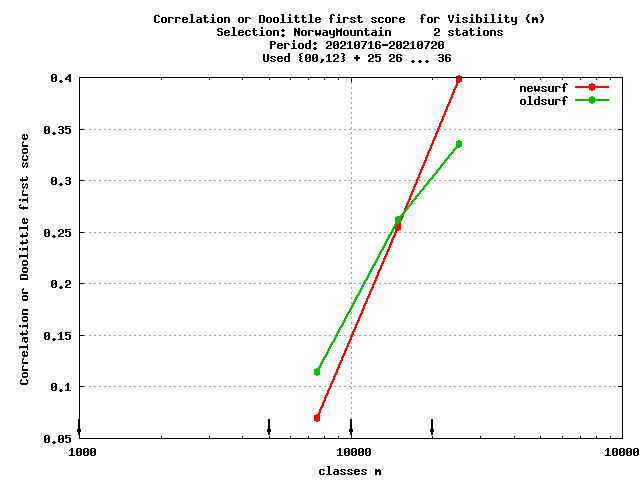 Correlation or Doolittle first score  for Visibility (m)
Selection: NorwayMountain      2 stations
Period: 20210716-20210720
Used {00,12} + 25 26 ... 36
newsurf
oldsurf
0.4
0.35
0.3
0.25
0.2
0.15
0.1
0.05
Correlation or Doolittle first score
1000
10000
10000
classes m